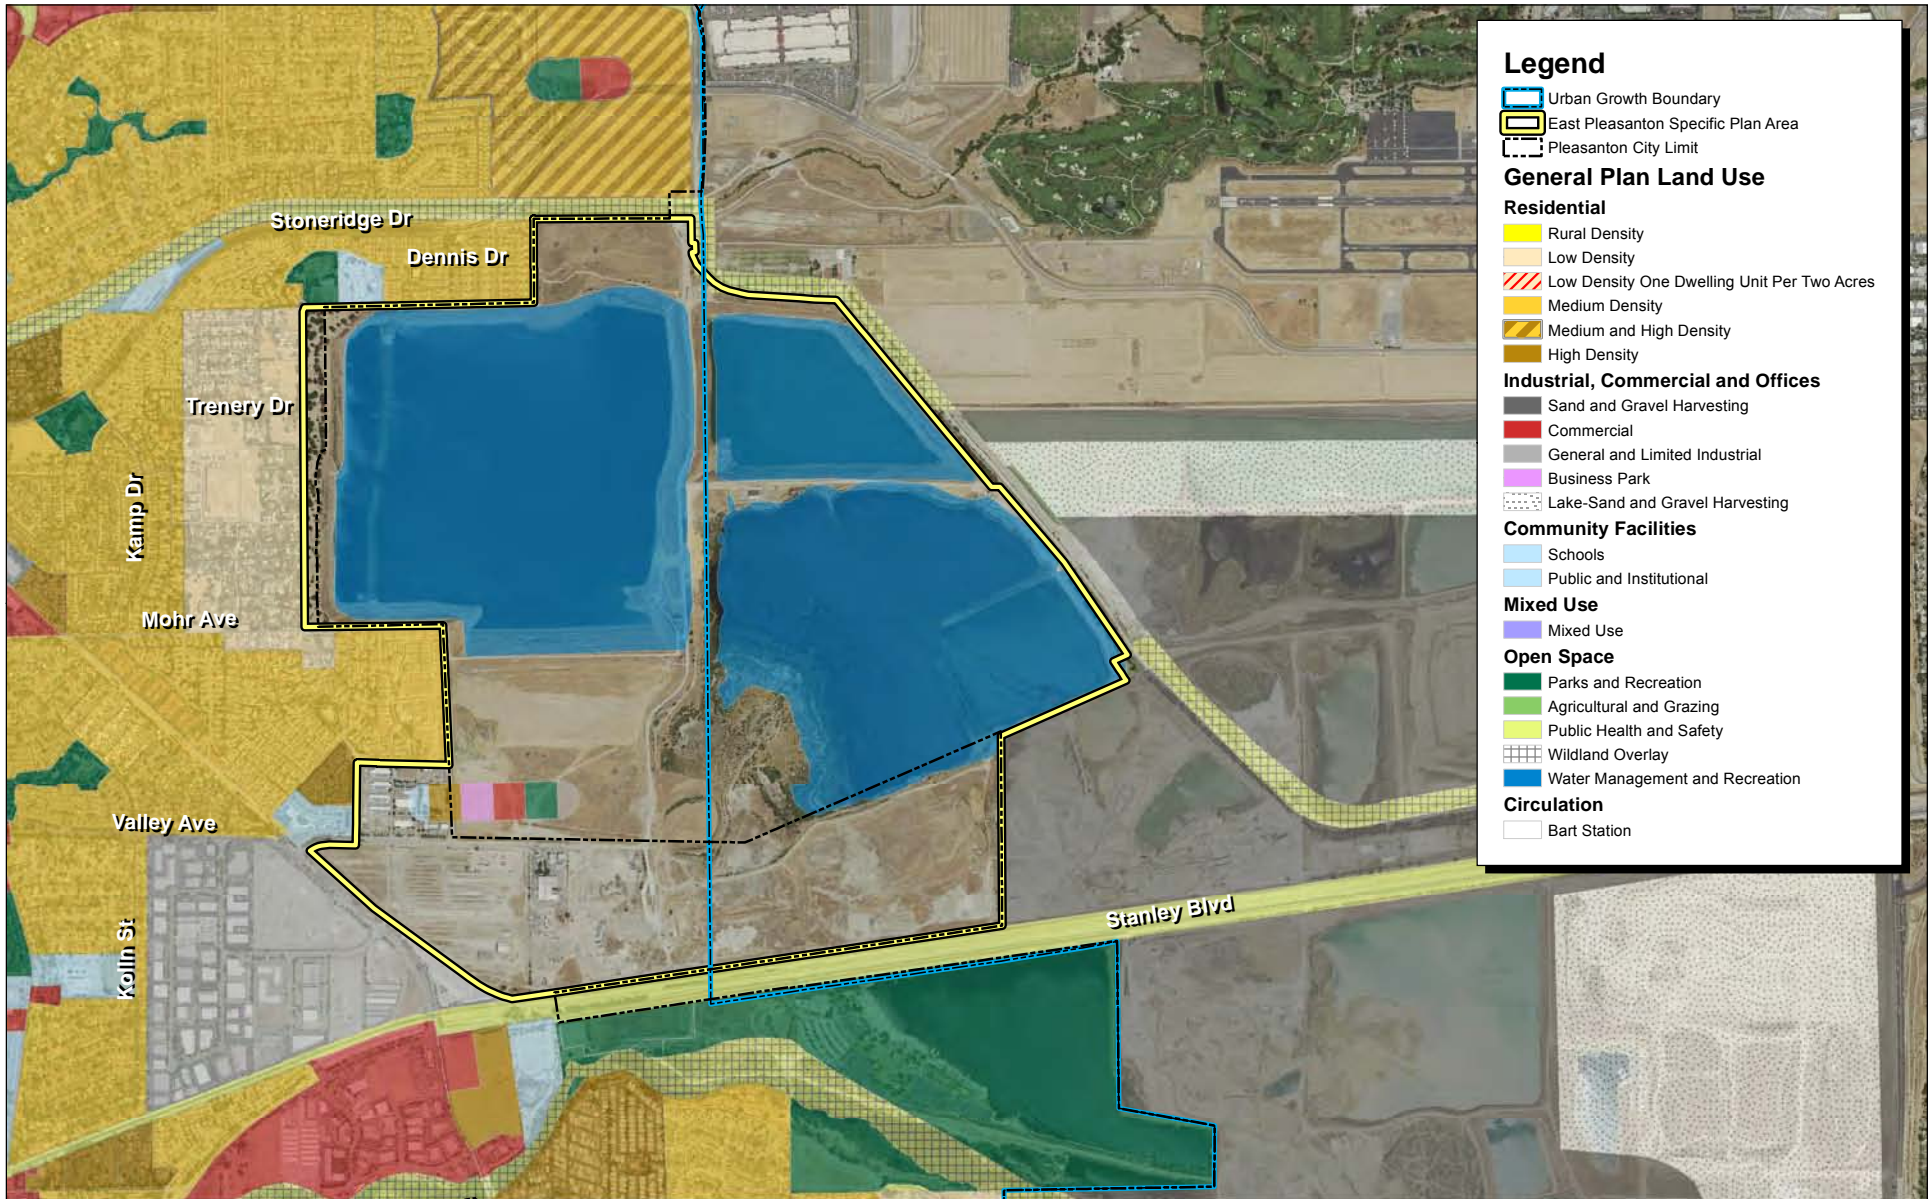 Legend
Urban Growth Boundary
East Pleasanton Specific Plan Area
Pleasanton City Limit
General Plan Land Use
Residential
Rural Density
Low Density
Low Density One Dwelling Unit Per Two Acres
Medium Density
Medium and High Density
High Density
Industrial, Commercial and Offices
Sand and Gravel Harvesting
Commercial
General and Limited Industrial
Business Park
Lake-Sand and Gravel Harvesting
Community Facilities
Schools
Public and Institutional
Mixed Use
Mixed Use
Open Space
Parks and Recreation
Agricultural and Grazing
Public Health and Safety
Wildland Overlay
Water Management and Recreation
Circulation
Bart Station
Stoneridge Dr
Dennis Dr
Trenery Dr
Kamp Dr
Mohr Ave
Valley Ave
Kolln St
Stanley Blvd